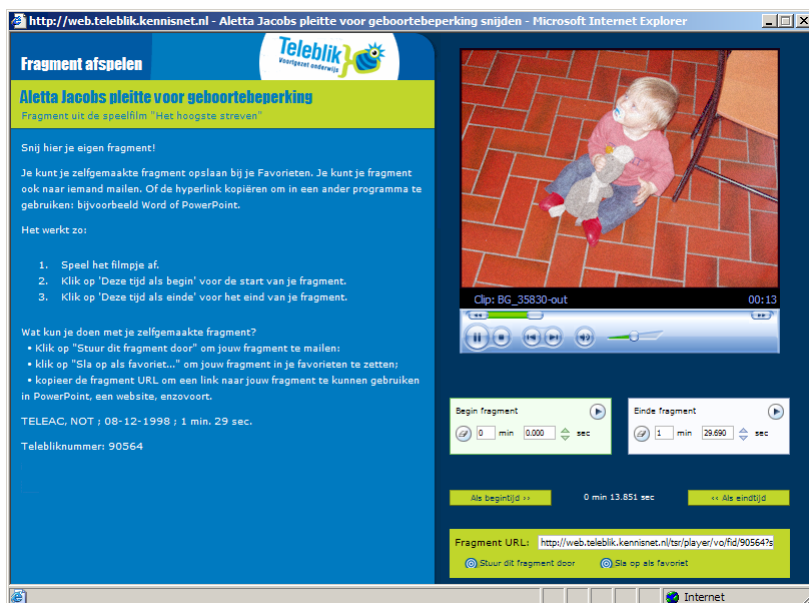 http://web.teleblik.kennisnet.nl - Aletta Jacobs pleitte voor geboortebeperking snijden - Microsoft Internet Explorer
Fragment afspelen
Teleblik
Voortgezet onderwijs
Aletta Jacobs pleitte voor geboortebeperking
Fragment uit de speelfilm "Het hoogste streven"
Snij hier je eigen fragment!
Je kunt je zelfgemaakte fragment opslaan bij je Favorieten. Je kunt je fragment
ook naar iemand mailen. Of de hyperlink kopiëren om in een ander programma te
gebruiken: bijvoorbeeld Word of PowerPoint.
Het werkt zo:
1. Speel het filmpje af.
2. Klik op 'Deze tijd als begin' voor de start van je fragment.
3. Klik op 'Deze tijd als einde' voor het eind van je fragment.
Wat kun je doen met je zelfgemaakte fragment?
• Klik op "Stuur dit fragment door" om jouw fragment te mailen:
• klik op "Sla op als favoriet..." om jouw fragment in je favorieten te zetten;
• kopieer de fragment URL om een link naar jouw fragment te kunnen gebruiken
in PowerPoint, een website, enzovoort.
TELEAC, NOT ; 08-12-1998 ; 1 min. 29 sec.
Telebliknummer: 90564
Clip: BG_35830-out 00:13
Begin fragment
0 min 0.000 sec
Einde fragment
1 min 29.690 sec
Als begintijd >> 0 min 13.851 sec << Als eindtijd
Fragment URL: http://web.teleblik.kennisnet.nl/tsr/player/vo/fid/90564?s
Stuur dit fragment door Sla op als favoriet
Internet